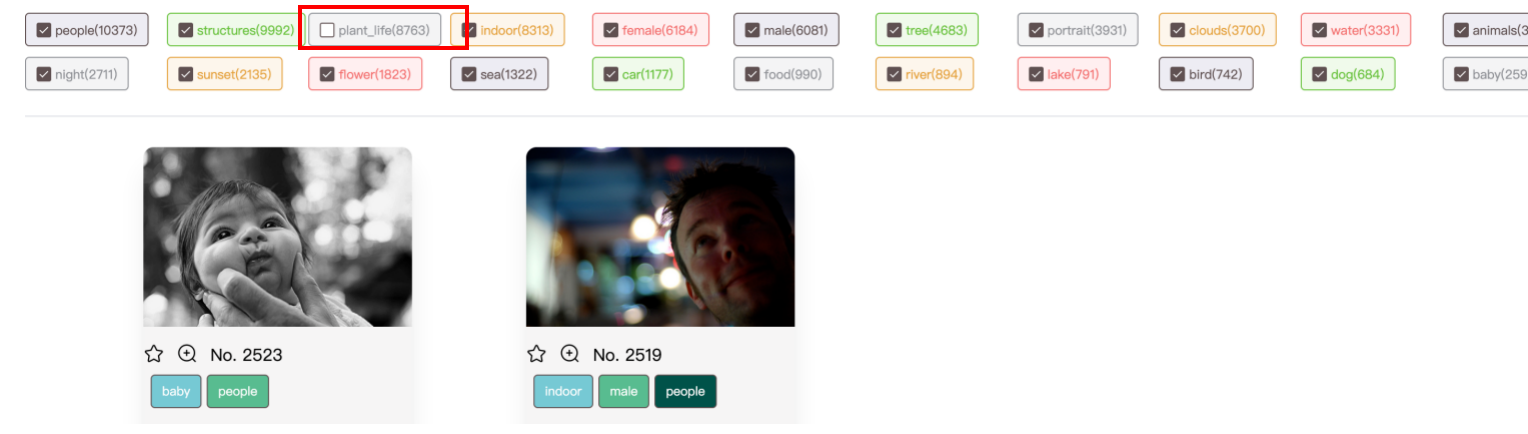 people(10373) structures(9992) plant_life(8763) indoor(8313) female(6184) male(6081) tree(4683) portrait(3931) clouds(3700) water(3331) animals(3
night(2711) sunset(2135) flower(1823) sea(1322) car(1177) food(990) river(894) lake(791) bird(742) dog(684) baby(259
No. 2523 No. 2519
baby people indoor male people